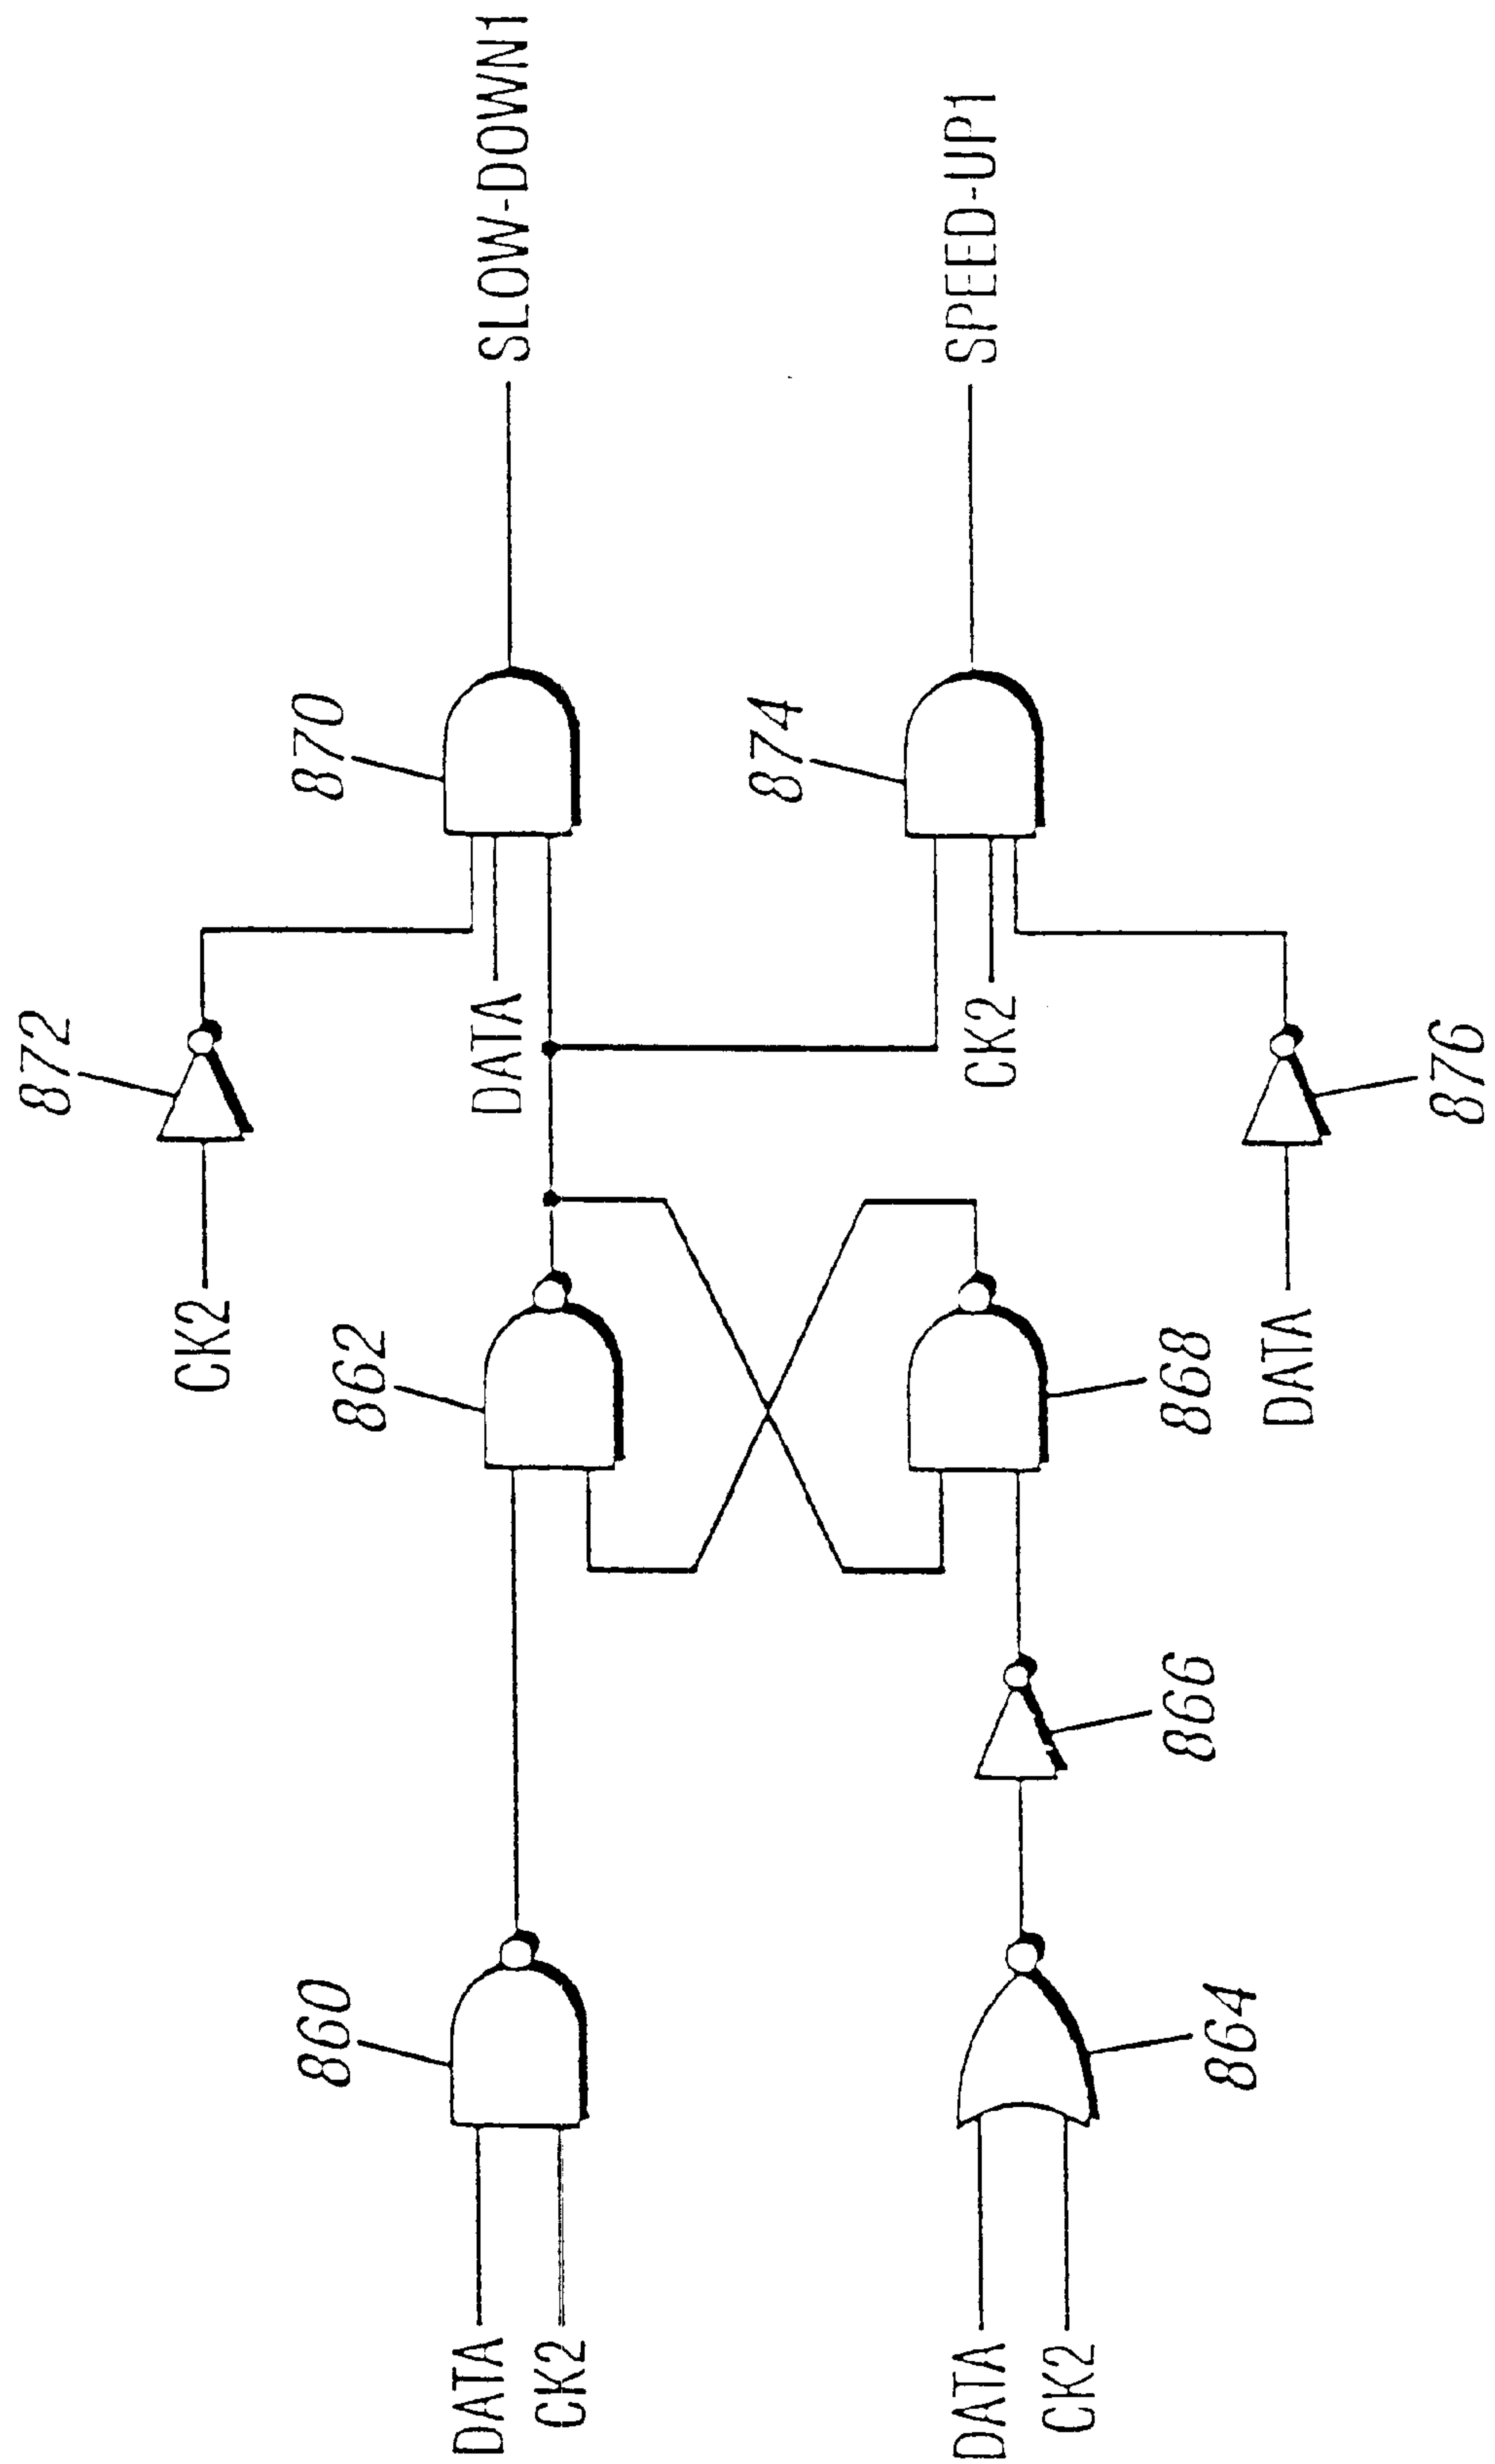 872
CK2
870
860
862
DATA
SLOW-DOWN1
DATA
CK2
874
CK2
SPEED-UP1
DATA
CK2
864
866
868
DATA
876